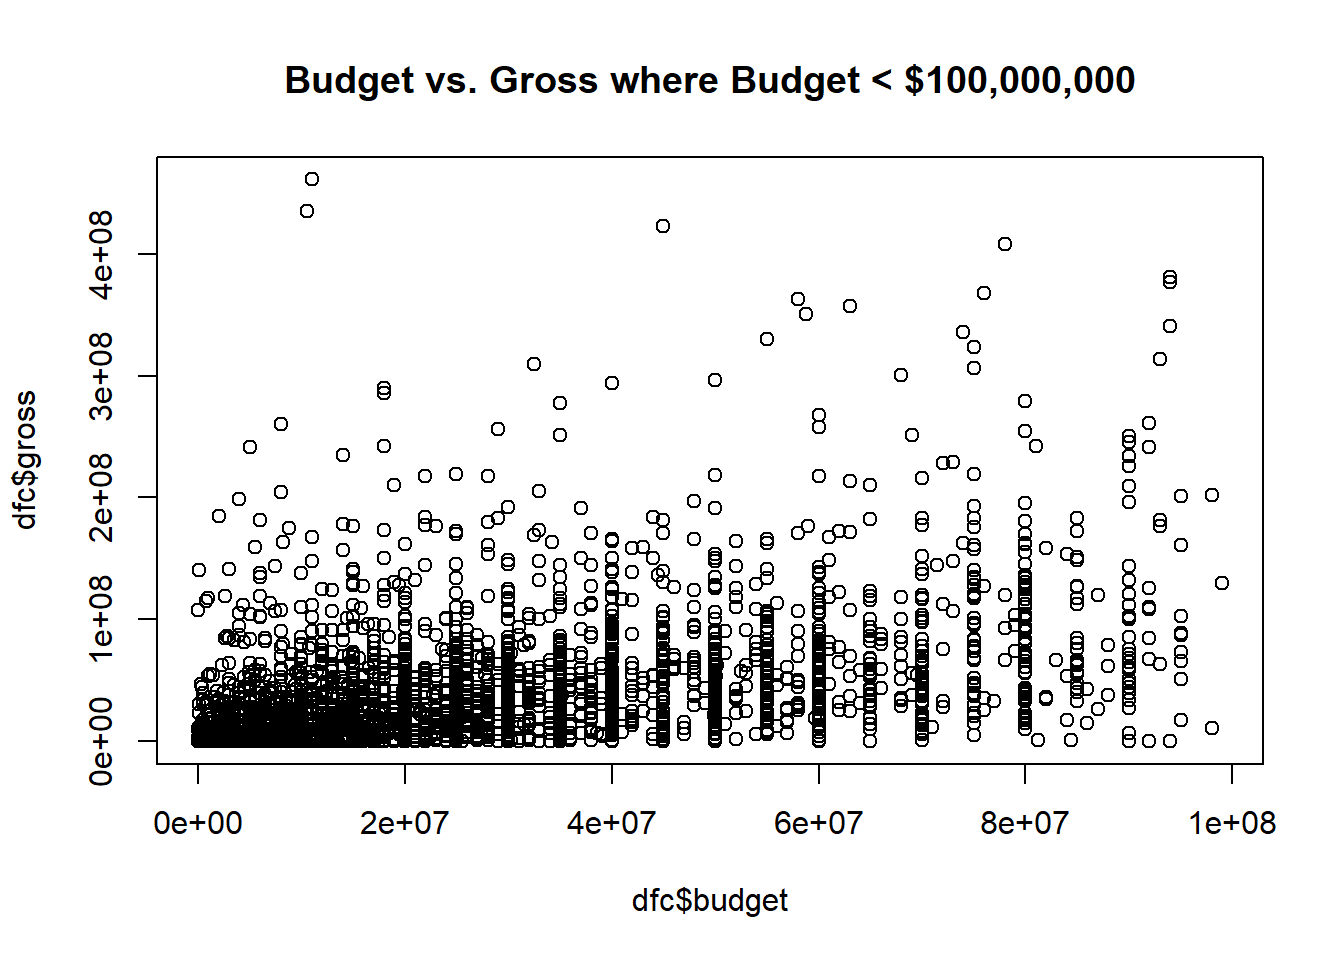 Budget vs. Gross where Budget < $100,000,000
dfc$gross
4e+08
3e+08
2e+08
1e+08
0e+00
0e+00 2e+07 4e+07 6e+07 8e+07 1e+08
dfc$budget